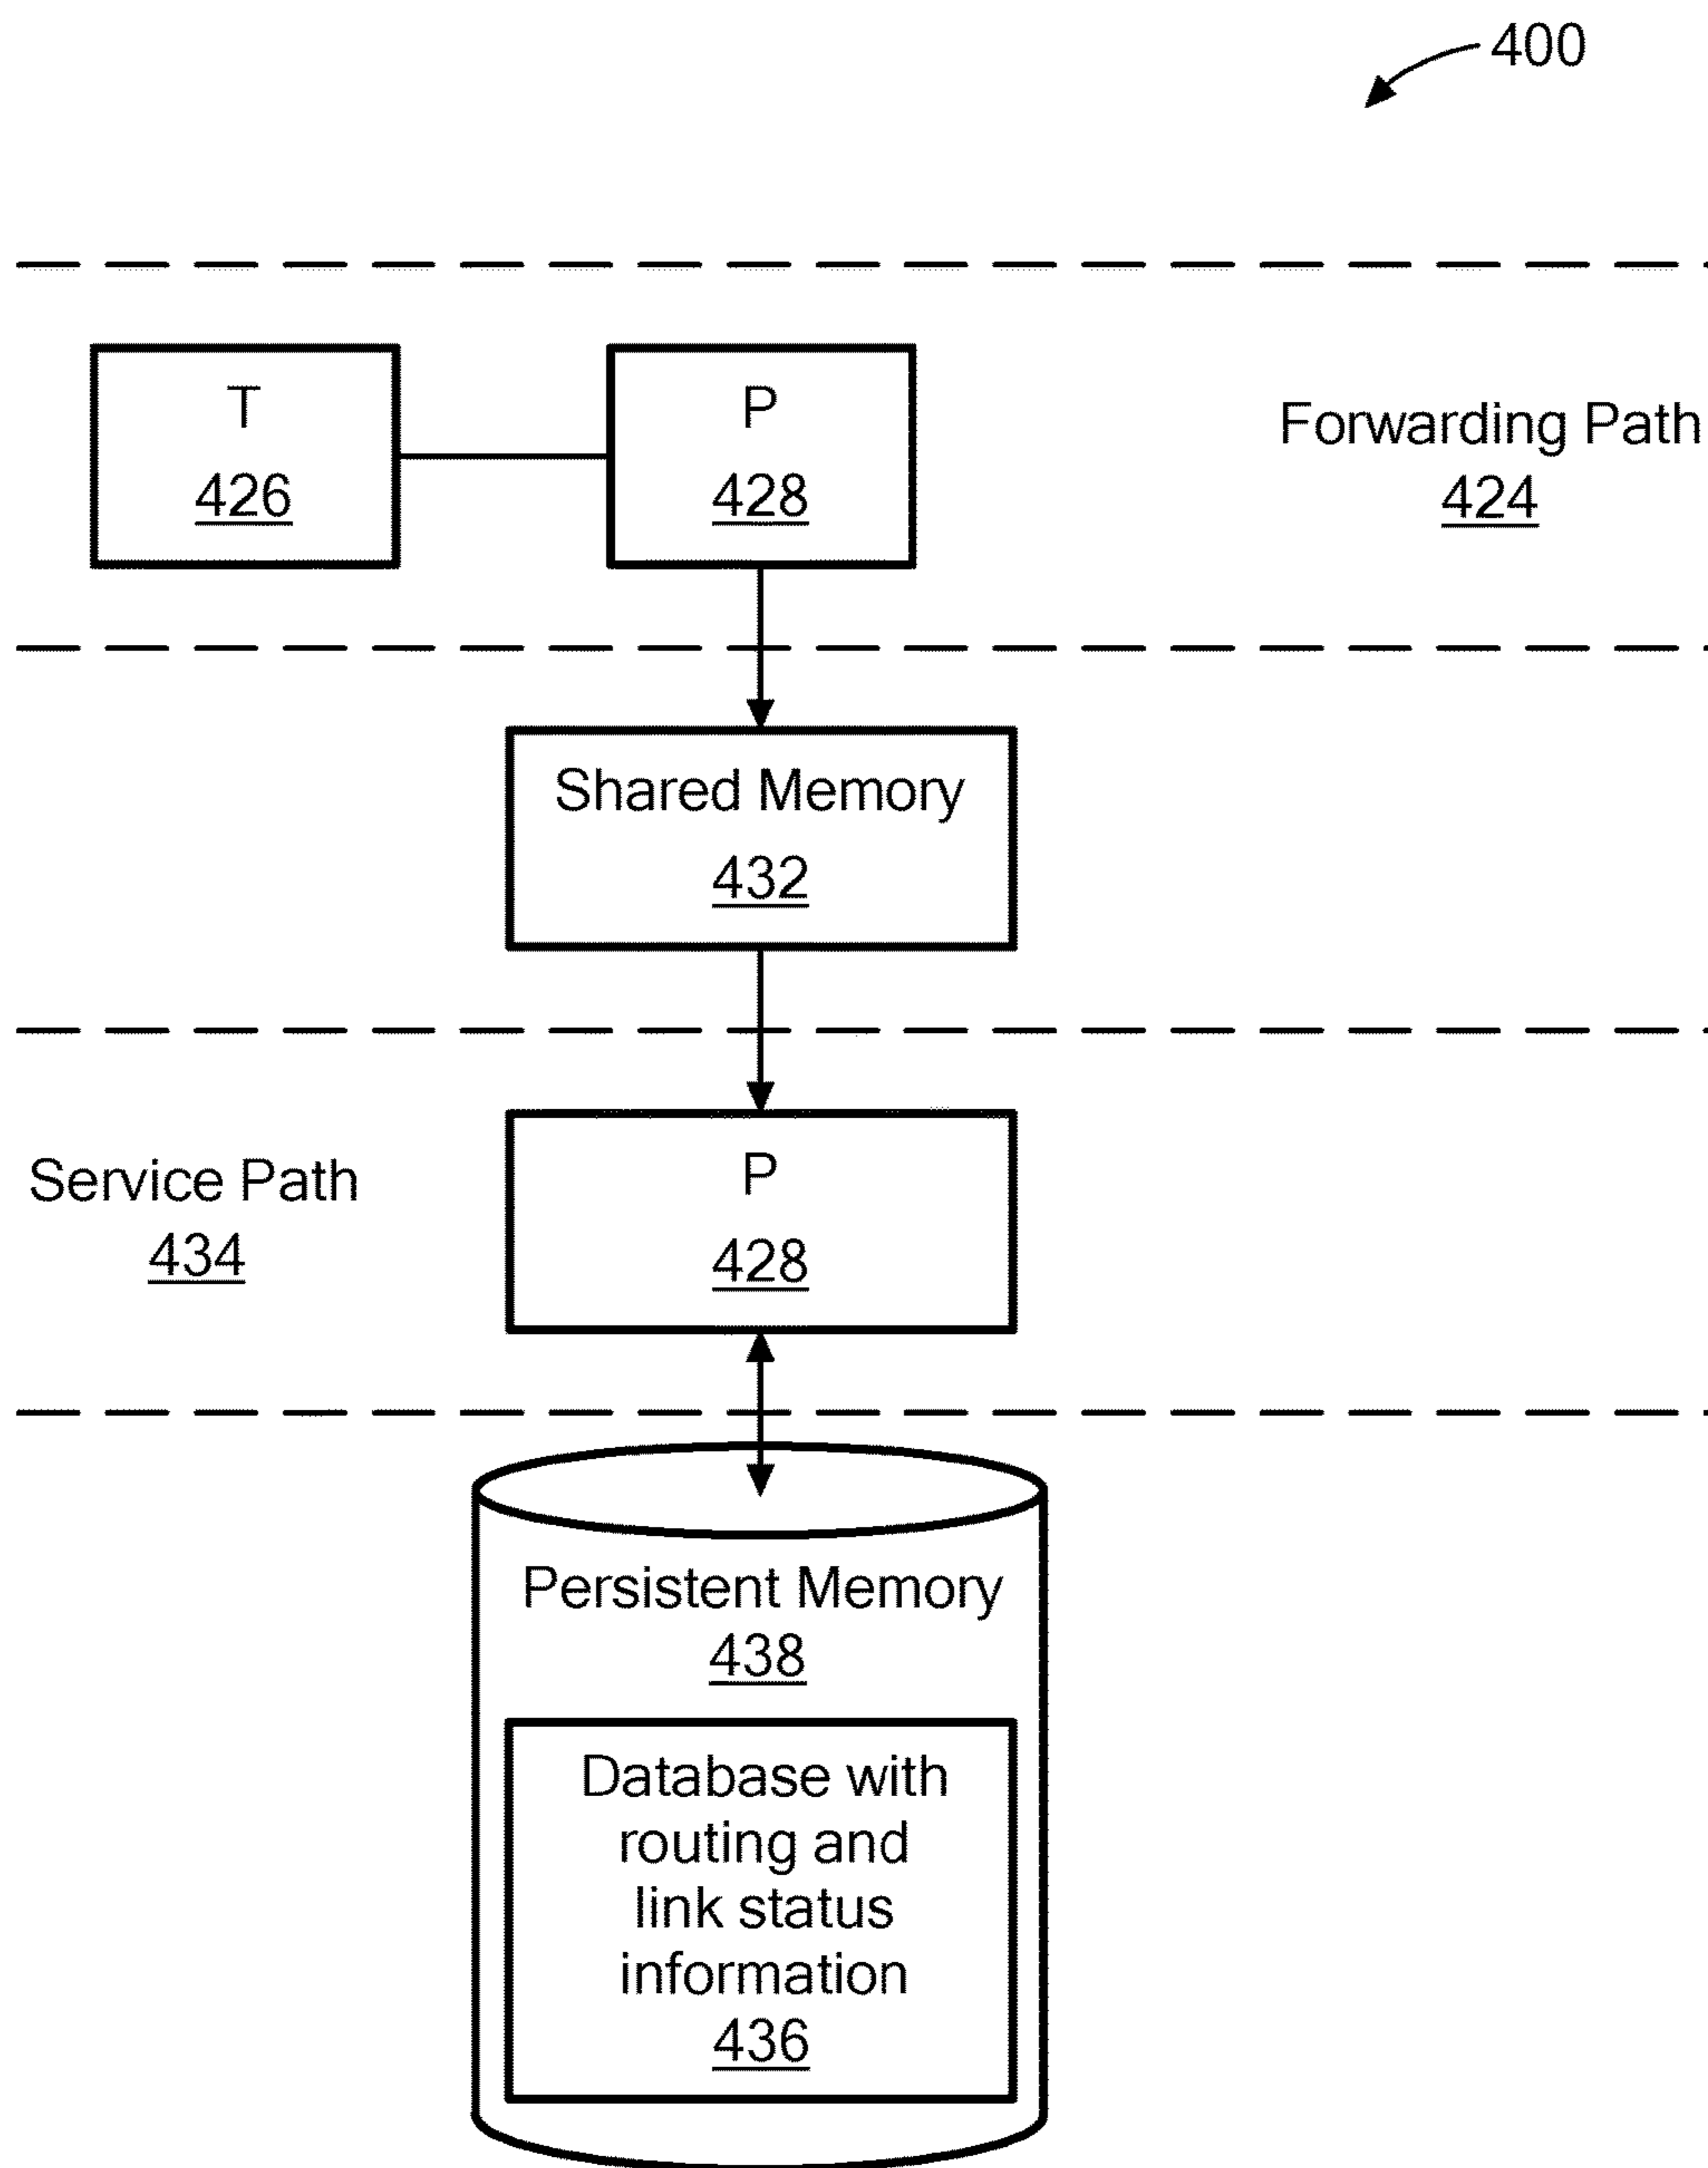 400
T
426
P
428
Forwarding Path
424
Shared Memory
432
Service Path
434
P
428
Persistent Memory
438
Database with
routing and
link status
information
436